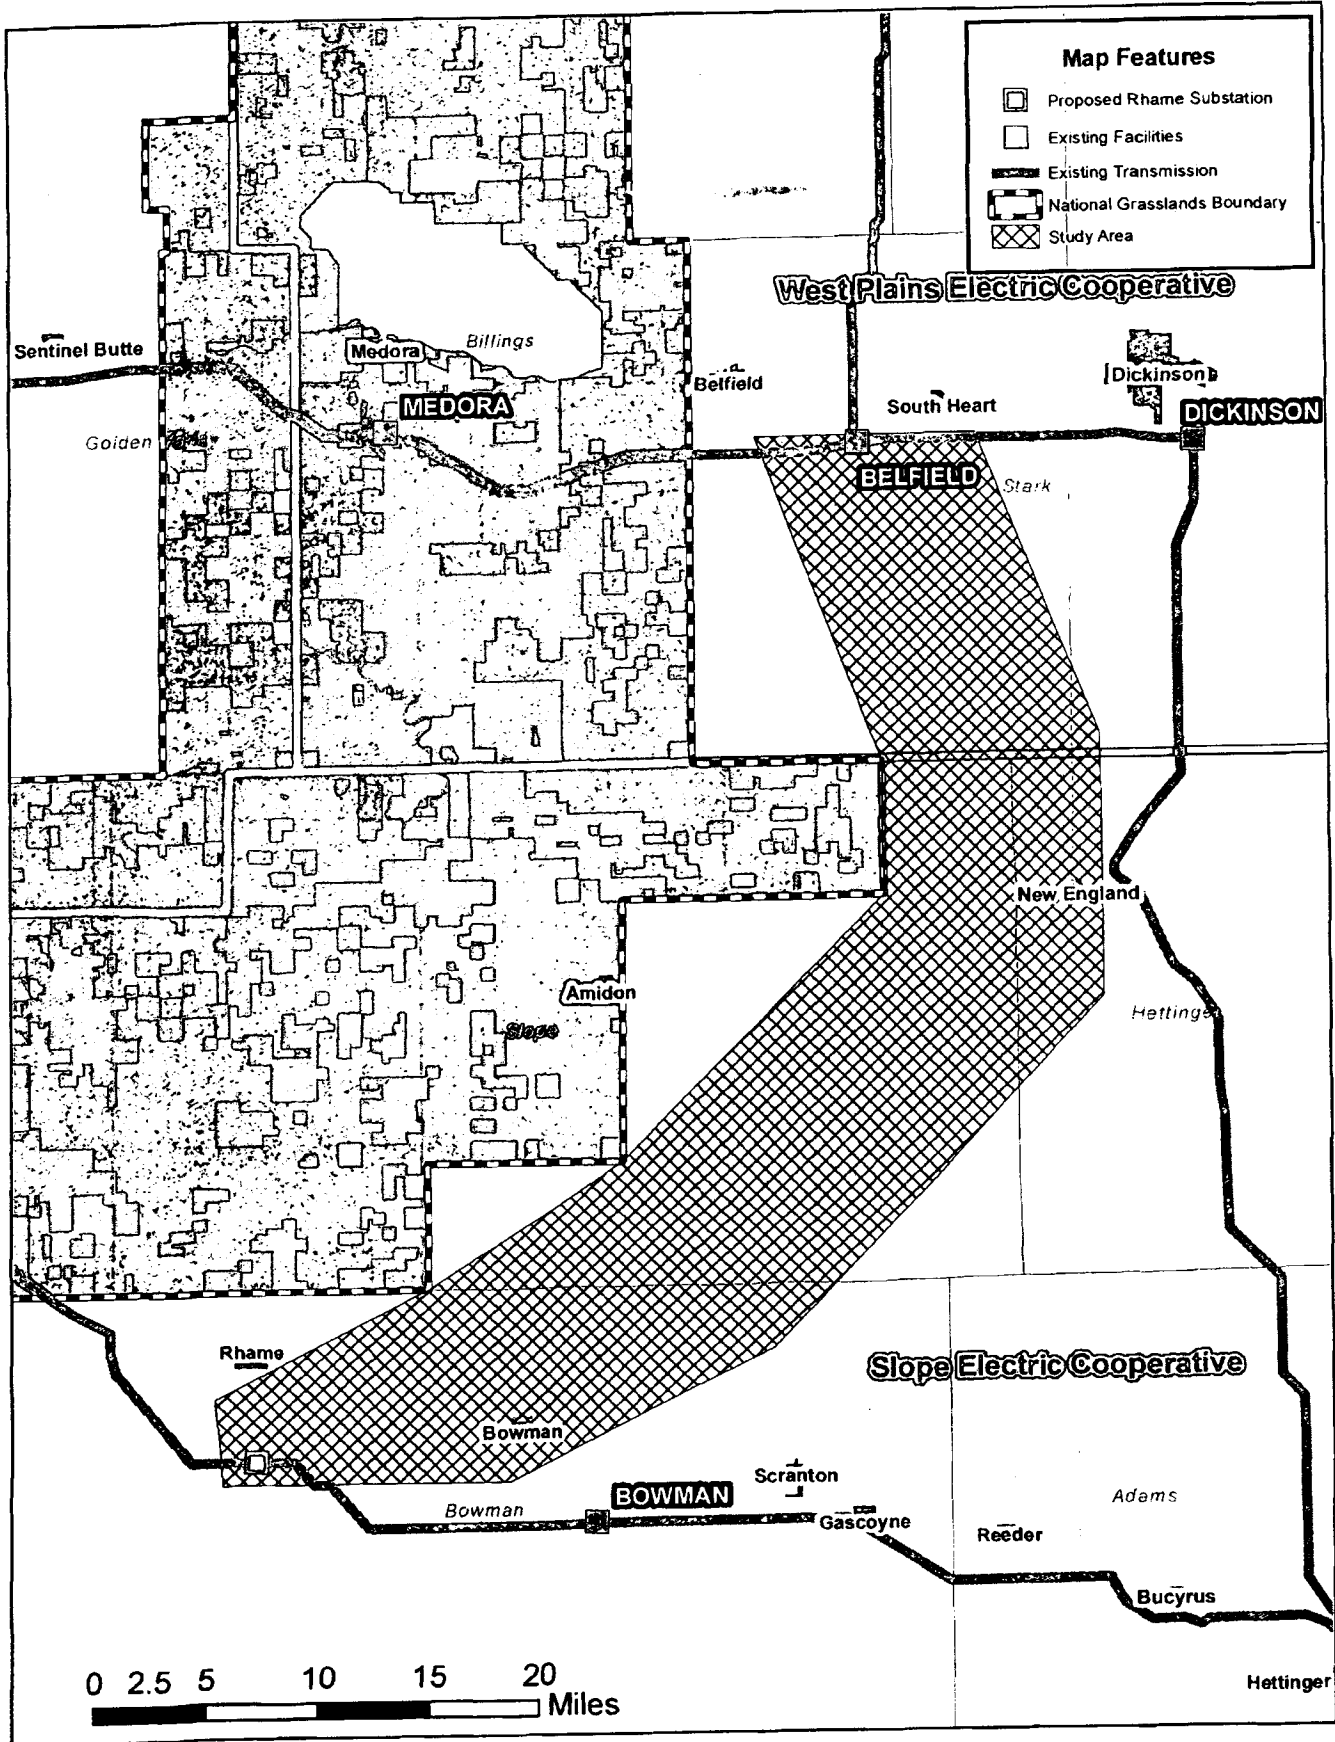 Map Features
Proposed Rhame Substation
Existing Facilities
Existing Transmission
National Grasslands Boundary
Study Area
West Plains Electric Cooperative
Sentinel Butte
Medora
Billings
Belfield
Dickinson
South Heart
MEDORA
DICKINSON
Golden
BELFIELD
Stark
New England
Amidon
Hettinge
Slope
Rhame
Slope Electric Cooperative
Bowman
Scranton
BOWMAN
Bowman
Adams
Gascoyne
Reeder
Bucyrus
0 2.5 5 10 15 20
Miles
Hettinger